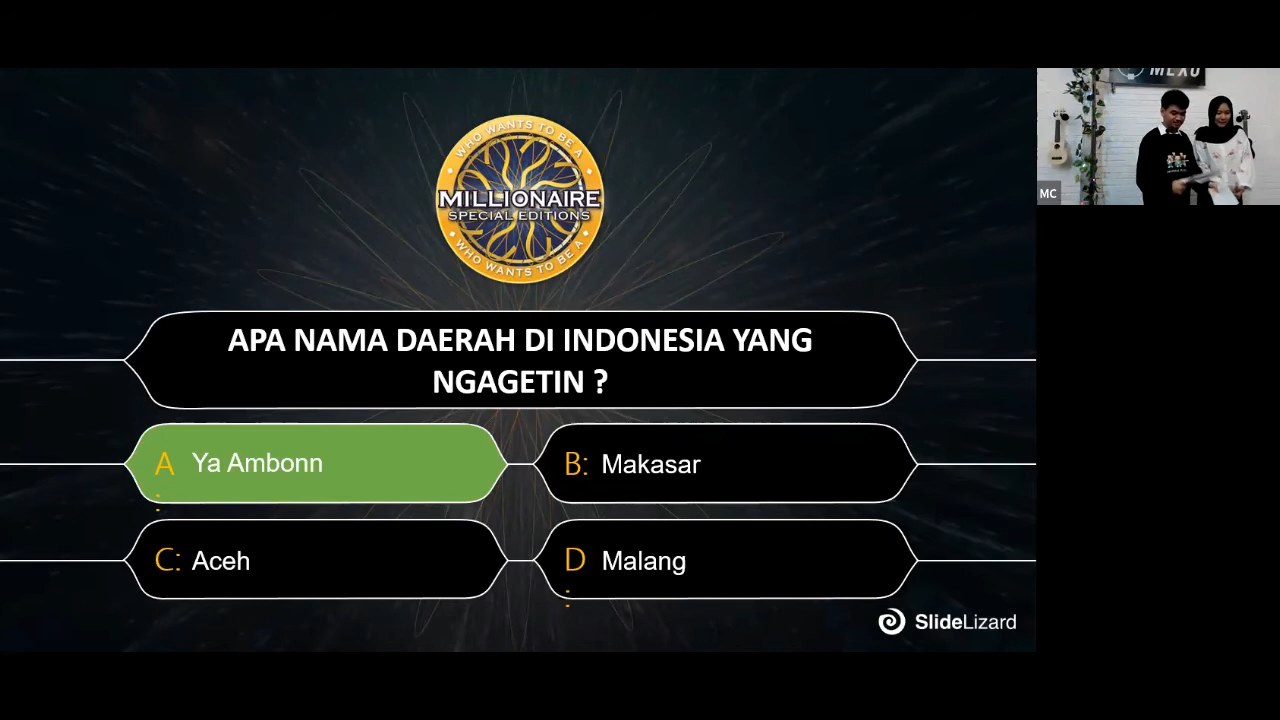 WHO WANTS TO BE A
MILLIONAIRE
SPECIAL EDITIONS
WHO WANTS TO BE A
MC
APA NAMA DAERAH DI INDONESIA YANG
NGAGETIN ?
A: Ya Ambonn
B: Makasar
C: Aceh
D: Malang
SlideLizard